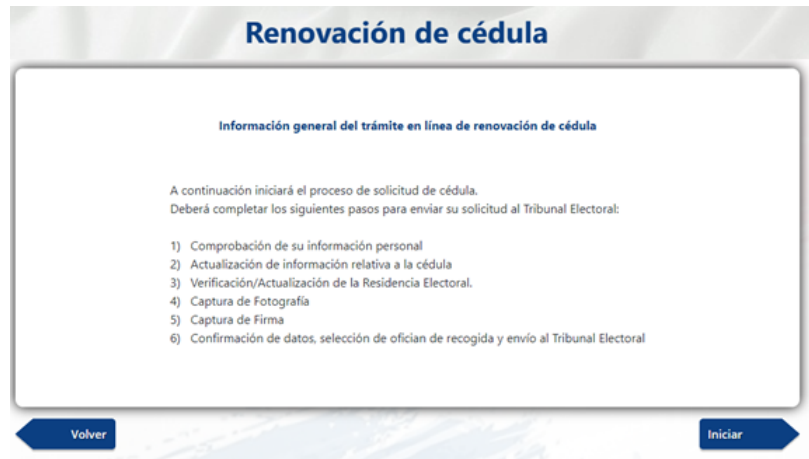 Renovación de cédula
Información general del trámite en línea de renovación de cédula
A continuación iniciará el proceso de solicitud de cédula.
Deberá completar los siguientes pasos para enviar su solicitud al Tribunal Electoral:
1) Comprobación de su información personal
2) Actualización de información relativa a la cédula
3) Verificación/Actualización de la Residencia Electoral.
4) Captura de Fotografía
5) Captura de Firma
6) Confirmación de datos, selección de ofician de recogida y envío al Tribunal Electoral
Volver
Iniciar